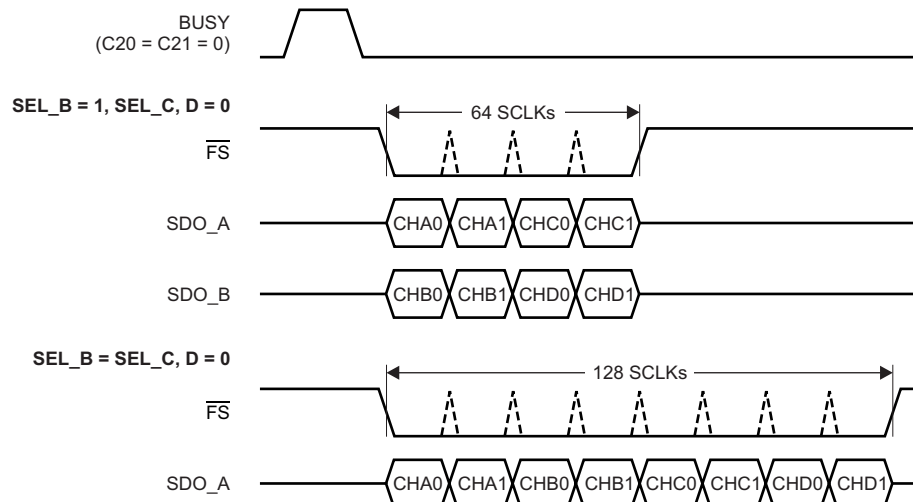 BUSY
(C20 = C21 = 0)
SEL_B = 1, SEL_C, D = 0
64 SCLKs
FS
SDO_A CHA0 CHA1 CHC0 CHC1
SDO_B CHB0 CHB1 CHD0 CHD1
SEL_B = SEL_C, D = 0
128 SCLKs
FS
SDO_A CHA0 CHA1 CHB0 CHB1 CHC0 CHC1 CHD0 CHD1